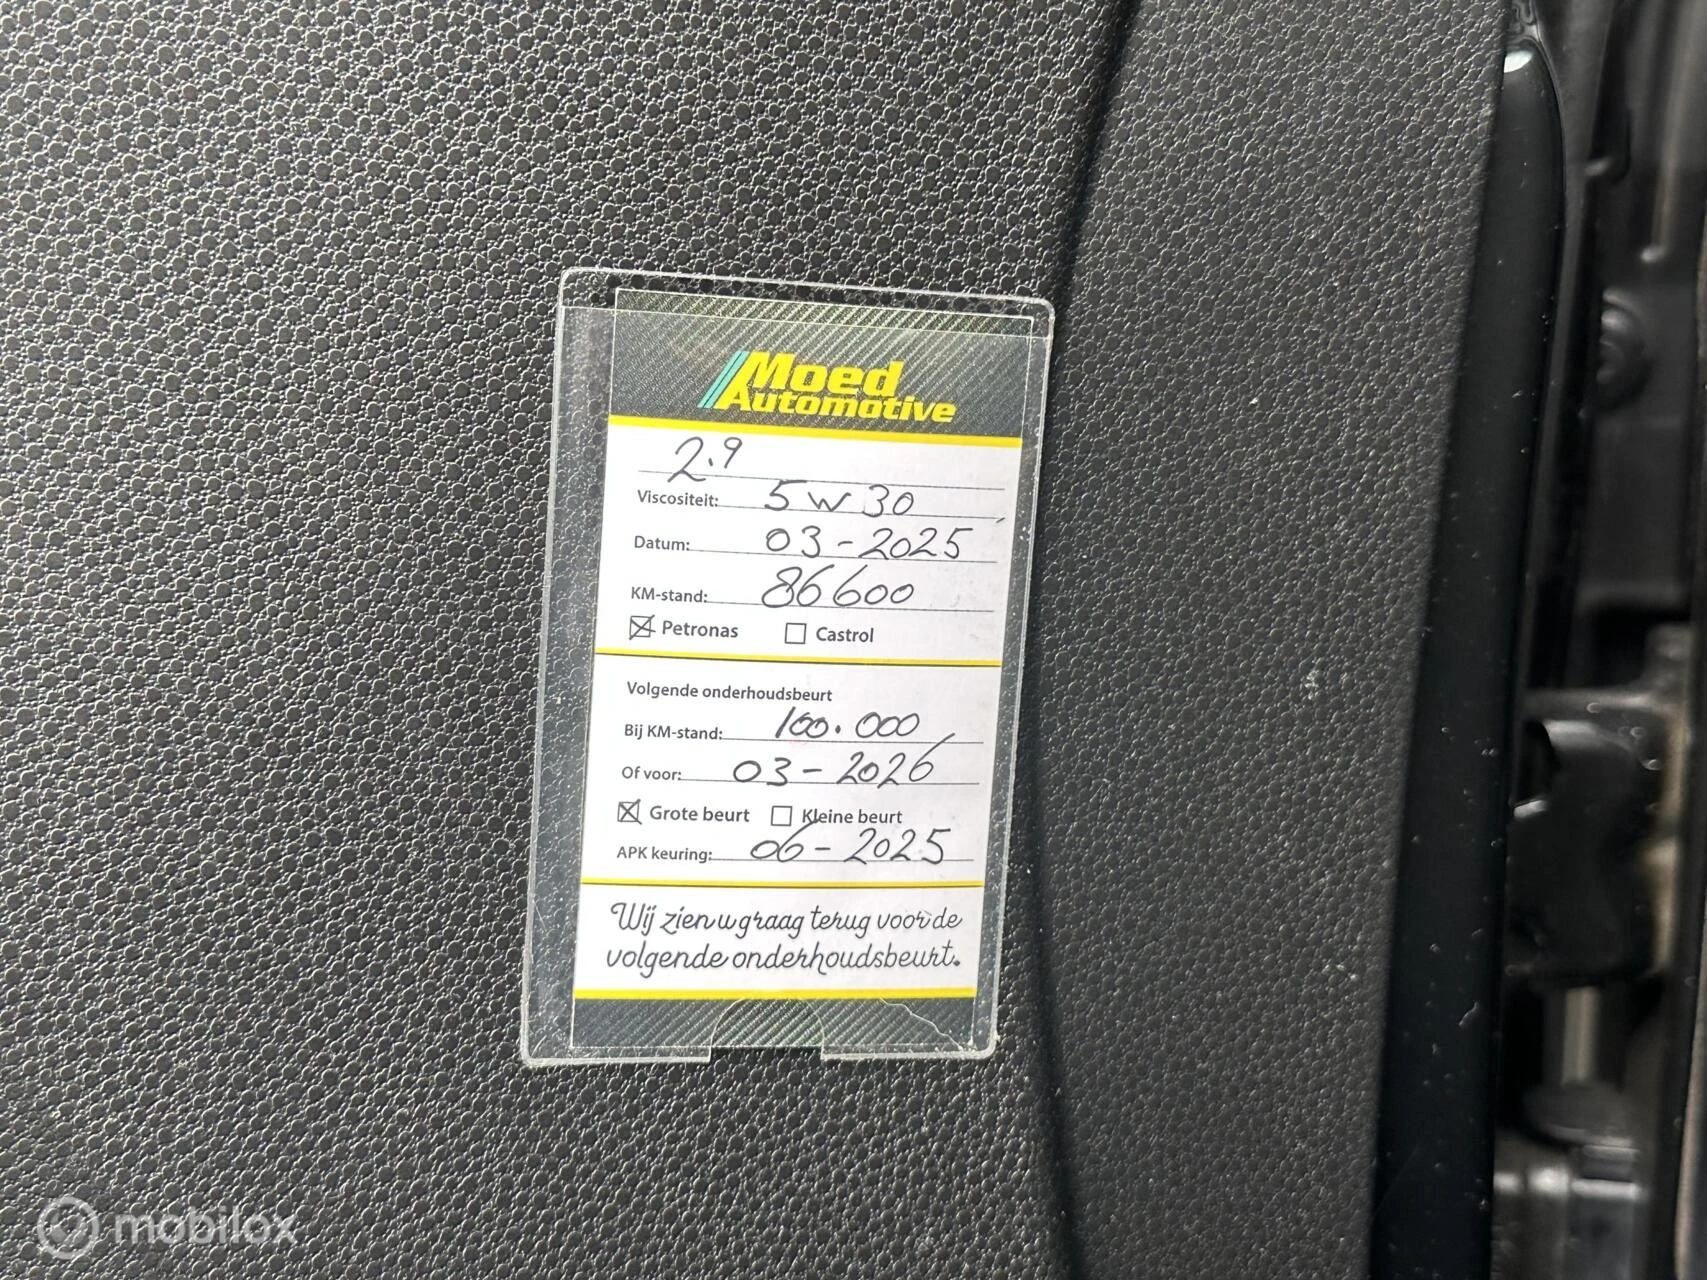 Moed
Automotive
2.9
Viscositeit: 5W30
Datum: 03-2025
KM-stand: 86600
Petronas Castrol
Volgende onderhoudsbeurt
Bij KM-stand: 100.000
Of voor: 03-2026
Grote beurt Kleine beurt
APK keuring: 06-2025
Wij zien u graag terug voor de
volgende onderhoudsbeurt.
mobilox